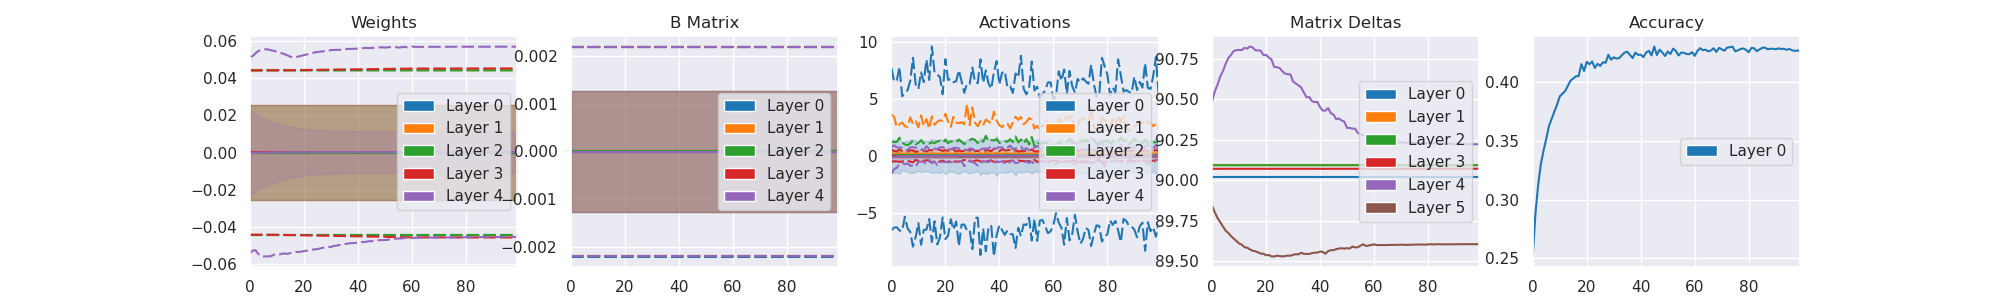 Weights
0.06
0.04
0.02
0.00
−0.02
−0.04
−0.06
0 20 40 60 80
Layer 0
Layer 1
Layer 2
Layer 3
Layer 4
B Matrix
0.002
0.001
0.000
−0.001
−0.002
0 20 40 60 80
Layer 0
Layer 1
Layer 2
Layer 3
Layer 4
Activations
10
5
0
−5
0 20 40 60 80
Layer 0
Layer 1
Layer 2
Layer 3
Layer 4
Matrix Deltas
90.75
90.50
90.25
90.00
89.75
89.50
0 20 40 60 80
Layer 0
Layer 1
Layer 2
Layer 3
Layer 4
Layer 5
Accuracy
0.40
0.35
0.30
0.25
0 20 40 60 80
Layer 0